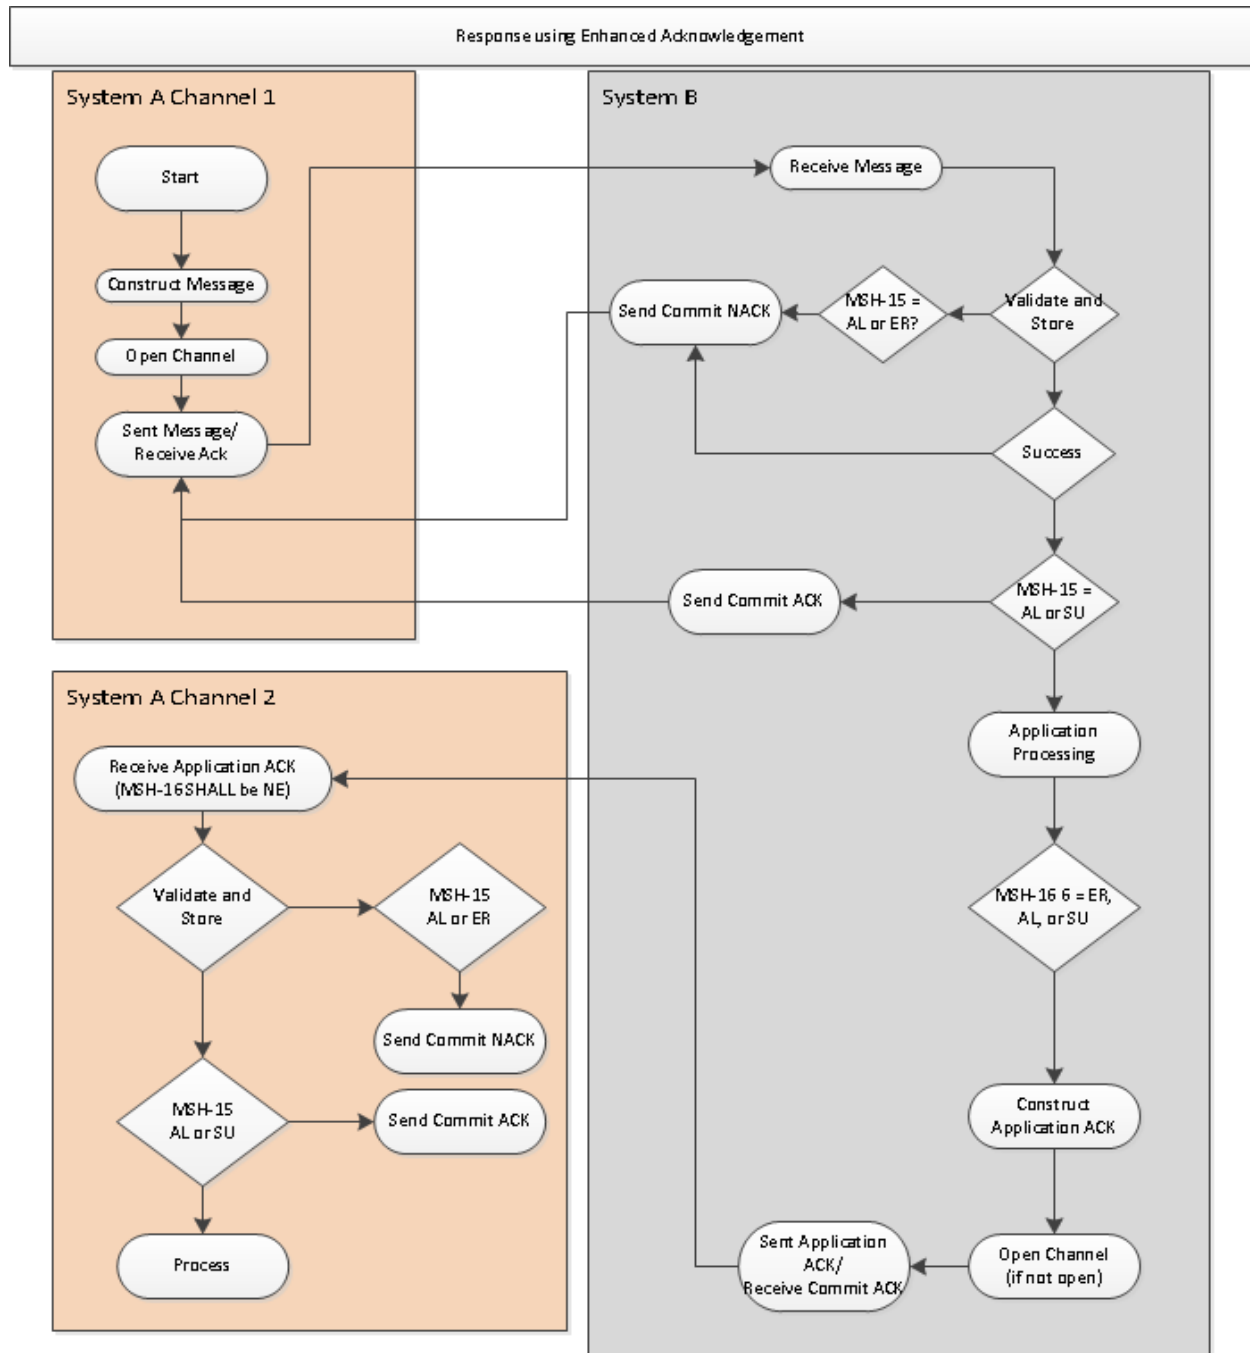 Response using Enhanced Acknowledgement
System A Channel 1
Start
Construct Message
Open Channel
Sent Message/
Receive Ack
System B
Receive Message
Validate and
Store
MSH-15 =
AL or ER?
Send Commit NACK
Success
MSH-15 =
AL or SU
Send Commit ACK
Application
Processing
MSH-16 6 = ER,
AL, or SU
Construct
Application ACK
Open Channel
(if not open)
Sent Application
ACK/
Receive Commit ACK
System A Channel 2
Receive Application ACK
(MSH-16 SHALL be NE)
Validate and
Store
MSH-15
AL or ER
Send Commit NACK
MSH-15
AL or SU
Send Commit ACK
Process